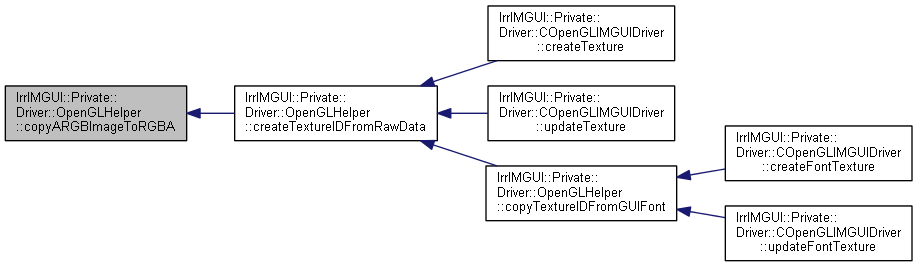 IrrIMGUI::Private::
Driver::OpenGLHelper
::copyARGBImageToRGBA
IrrIMGUI::Private::
Driver::OpenGLHelper
::createTextureIDFromRawData
IrrIMGUI::Private::
Driver::COpenGLIMGUIDriver
::createTexture
IrrIMGUI::Private::
Driver::COpenGLIMGUIDriver
::updateTexture
IrrIMGUI::Private::
Driver::OpenGLHelper
::copyTextureIDFromGUIFont
IrrIMGUI::Private::
Driver::COpenGLIMGUIDriver
::createFontTexture
IrrIMGUI::Private::
Driver::COpenGLIMGUIDriver
::updateFontTexture